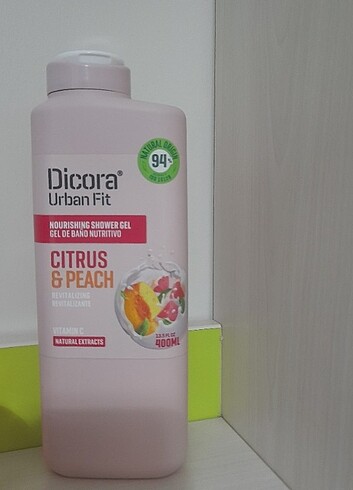 NATURAL ORIGIN
94%
Dicora®
Urban Fit
NOURISHING SHOWER GEL
GEL DE BAÑO NUTRITIVO
CITRUS
& PEACH
REVITALIZING
REVITALIZANTE
VITAMIN C
NATURAL EXTRACTS
400ML